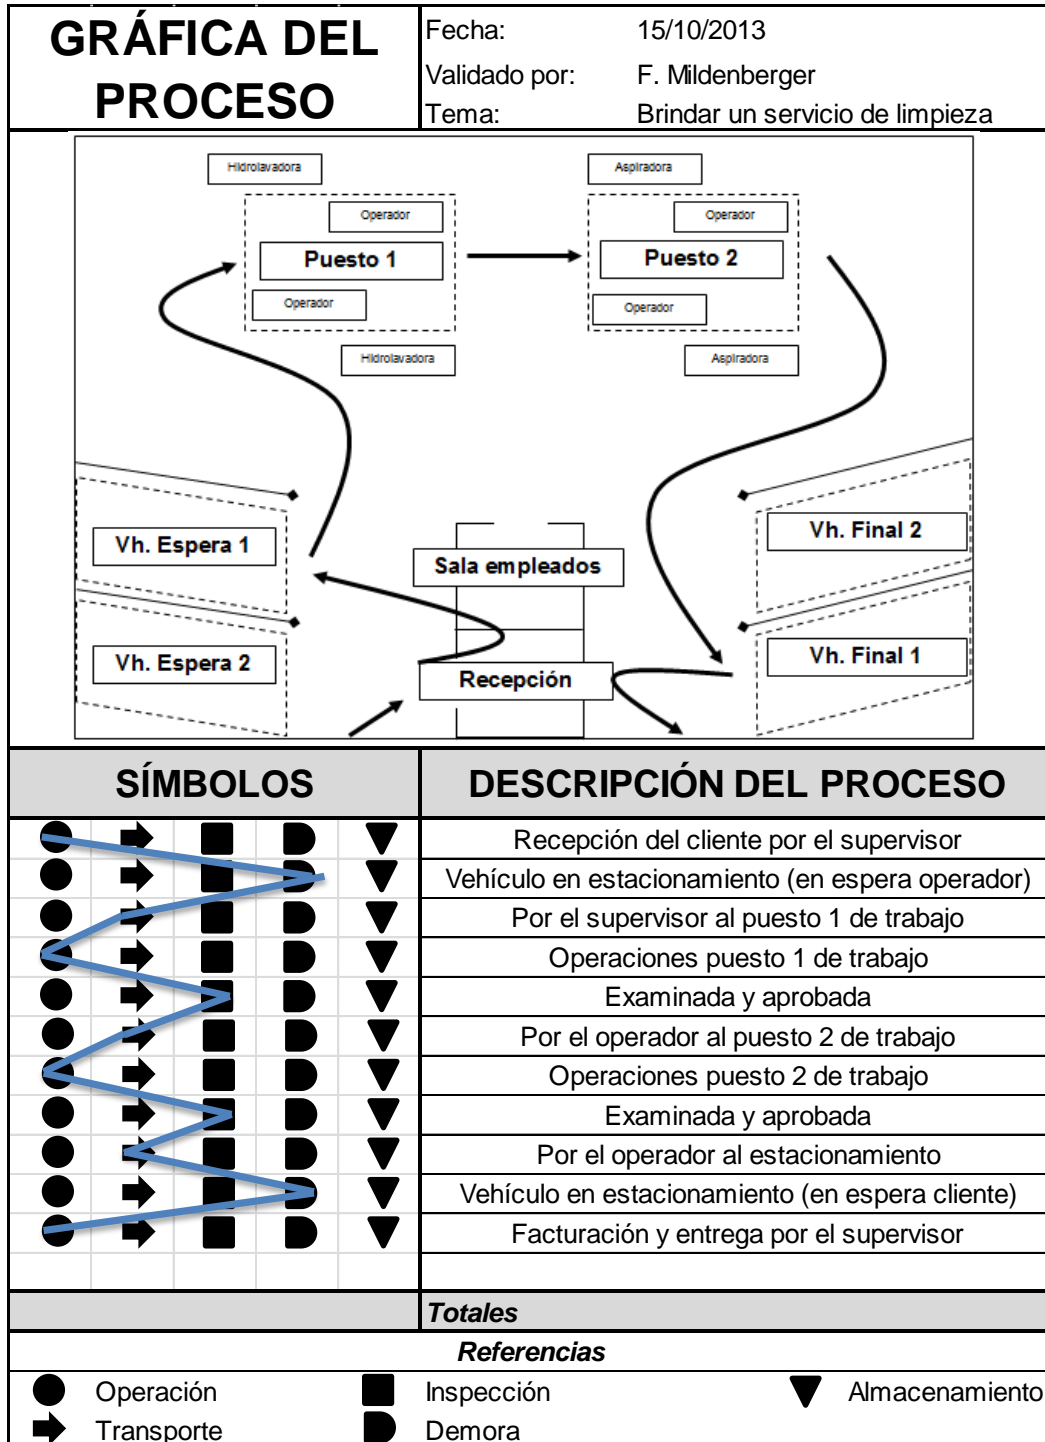 GRÁFICA DEL
PROCESO
Fecha: 15/10/2013
Validado por: F. Mildenberger
Tema: Brindar un servicio de limpieza
Hidrolavadora
Aspiradora
Operador
Operador
Puesto 1
Puesto 2
Operador
Operador
Hidrolavadora
Aspiradora
Vh. Espera 1
Vh. Final 2
Sala empleados
Vh. Espera 2
Vh. Final 1
Recepción
SÍMBOLOS
DESCRIPCIÓN DEL PROCESO
Recepción del cliente por el supervisor
Vehículo en estacionamiento (en espera operador)
Por el supervisor al puesto 1 de trabajo
Operaciones puesto 1 de trabajo
Examinada y aprobada
Por el operador al puesto 2 de trabajo
Operaciones puesto 2 de trabajo
Examinada y aprobada
Por el operador al estacionamiento
Vehículo en estacionamiento (en espera cliente)
Facturación y entrega por el supervisor
Totales
Referencias
Operación Inspección Almacenamiento
Transporte Demora